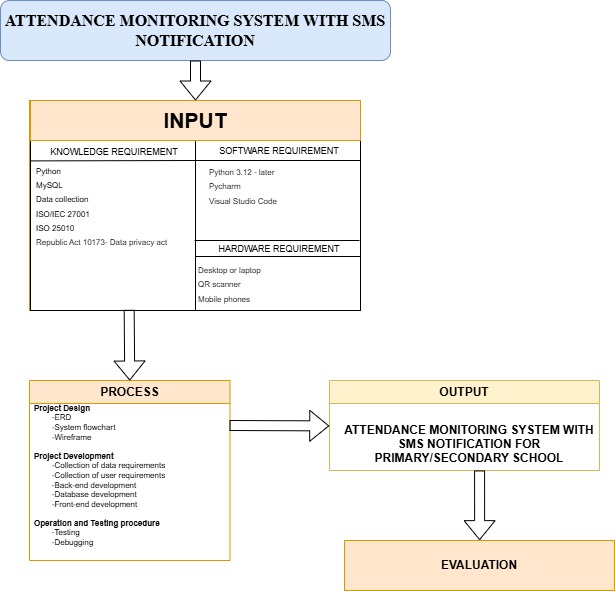 ATTENDANCE MONITORING SYSTEM WITH SMS
NOTIFICATION
INPUT
KNOWLEDGE REQUIREMENT
Python
MySQL
Data collection
ISO/IEC 27001
ISO 25010
Republic Act 10173- Data privacy act
SOFTWARE REQUIREMENT
Python 3.12 - later
Pycharm
Visual Studio Code
HARDWARE REQUIREMENT
Desktop or laptop
QR scanner
Mobile phones
PROCESS
Project Design
-ERD
-System flowchart
-Wireframe
Project Development
-Collection of data requirements
-Collection of user requirements
-Back-end development
-Database development
-Front-end development
Operation and Testing procedure
-Testing
-Debugging
OUTPUT
ATTENDANCE MONITORING SYSTEM WITH
SMS NOTIFICATION FOR
PRIMARY/SECONDARY SCHOOL
EVALUATION